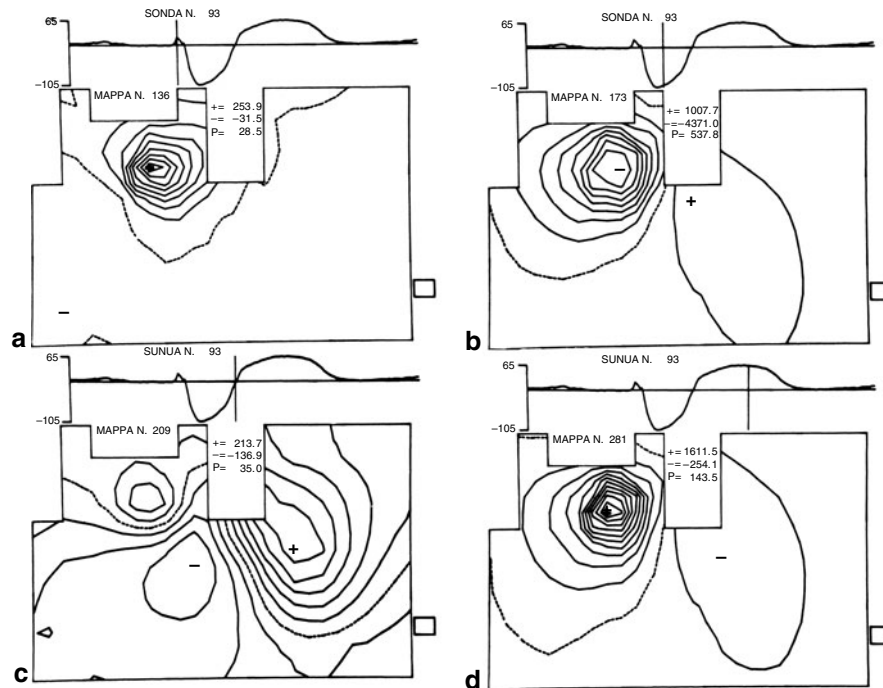 SONDA N. 93
65
-105
MAPPA N. 136
+= 253.9
-= -31.5
P= 28.5
-
a
SONDA N. 93
65
-105
MAPPA N. 173
+= 1007.7
-=-4371.0
P= 537.8
-
+
b
SUNUA N. 93
65
-105
MAPPA N. 209
+= 213.7
-=-136.9
P= 35.0
-
+
c
SUNUA N. 93
65
-105
MAPPA N. 281
+= 1611.5
-=-254.1
P= 143.5
+
-
d